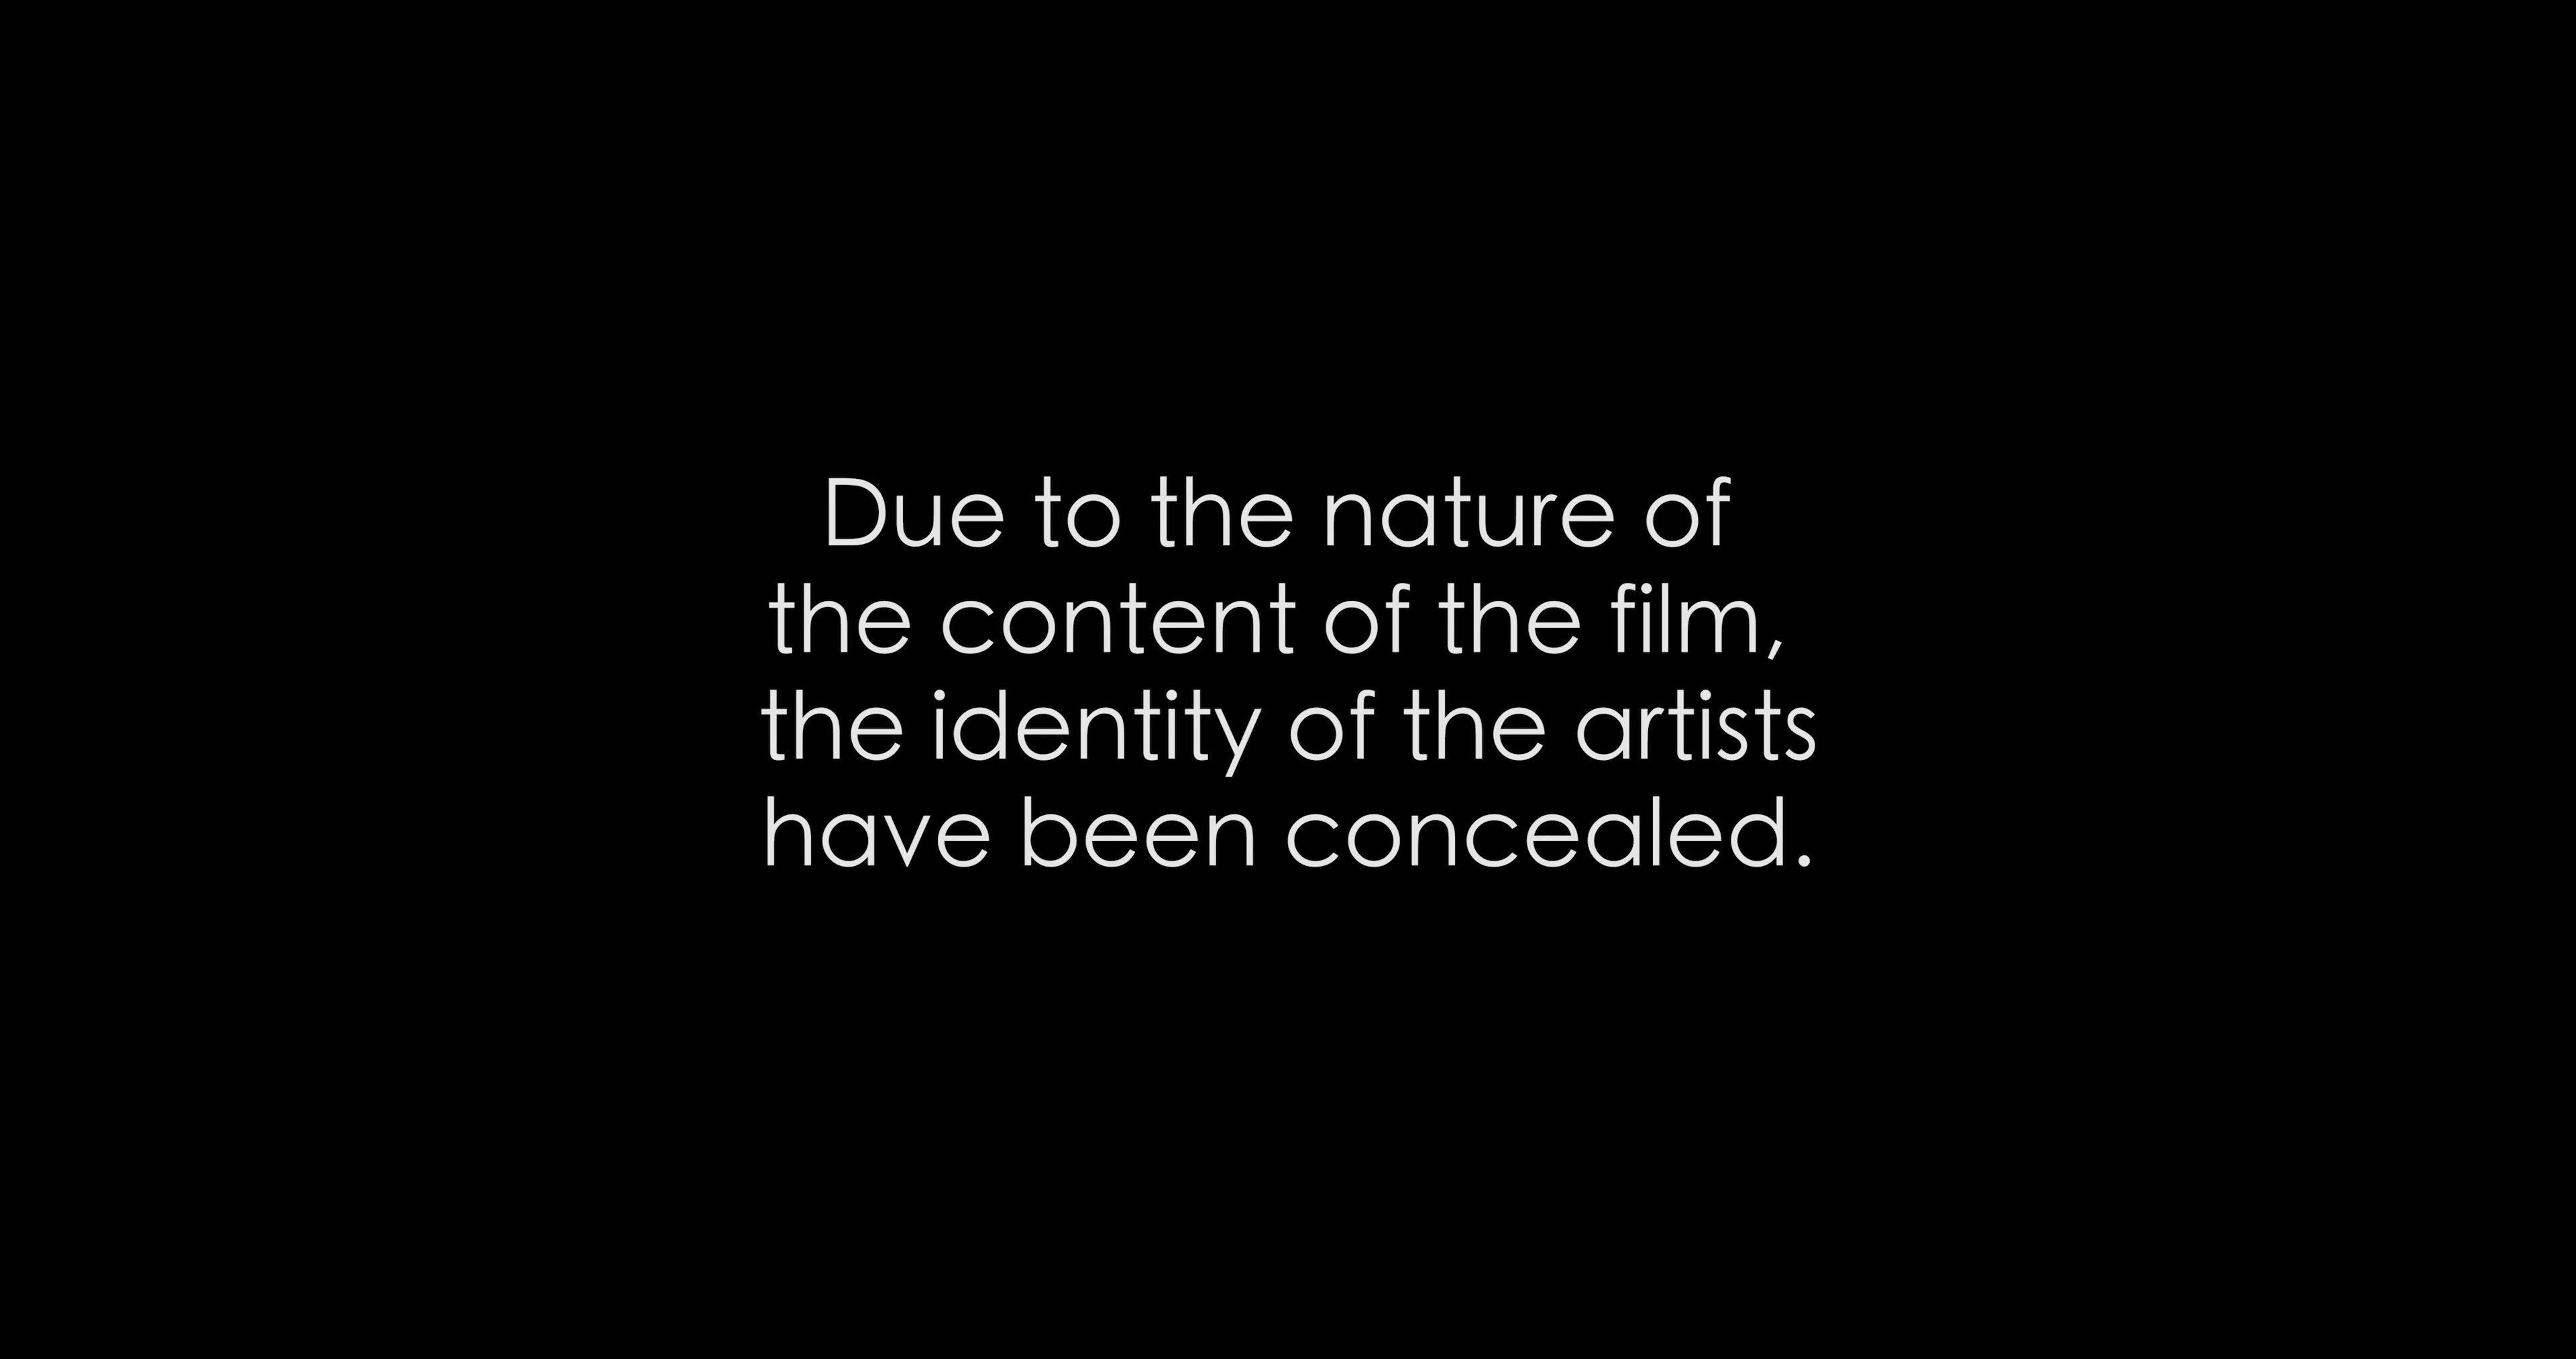 Due to the nature of
the content of the film,
the identity of the artists
have been concealed.